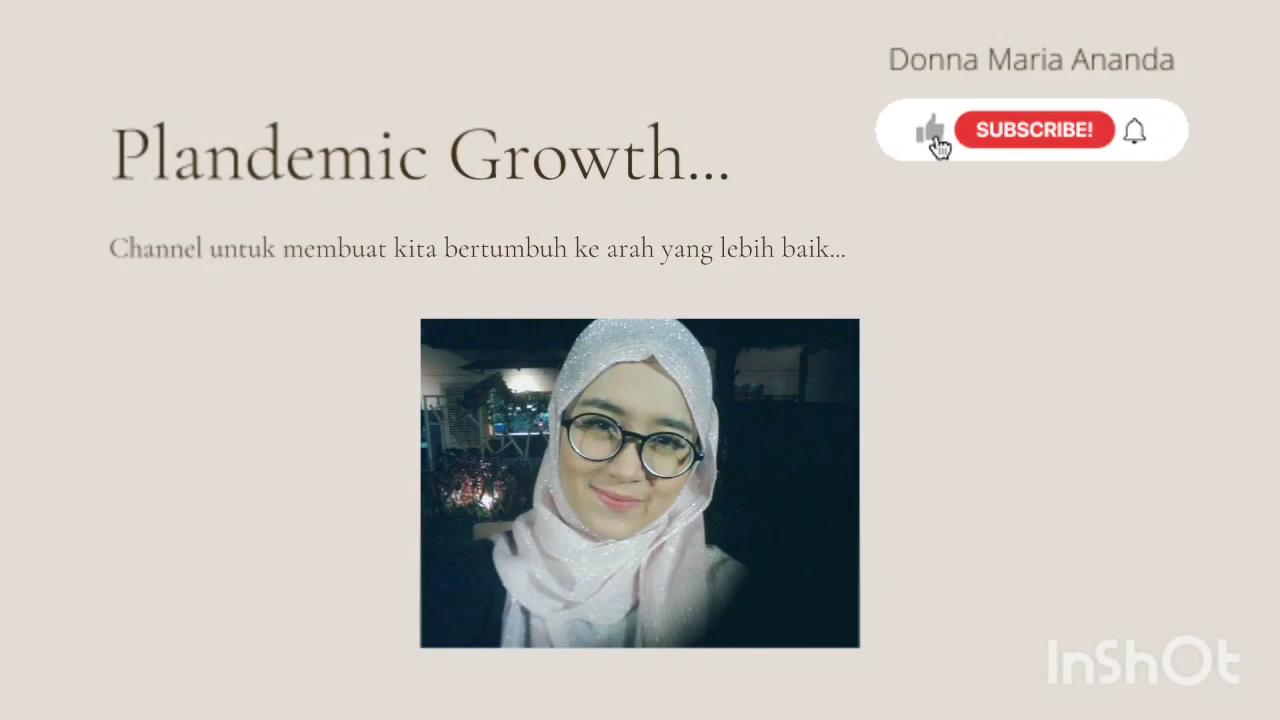 Donna Maria Ananda
SUBSCRIBE!
Plandemic Growth...
Channel untuk membuat kita bertumbuh ke arah yang lebih baik...
InShOt